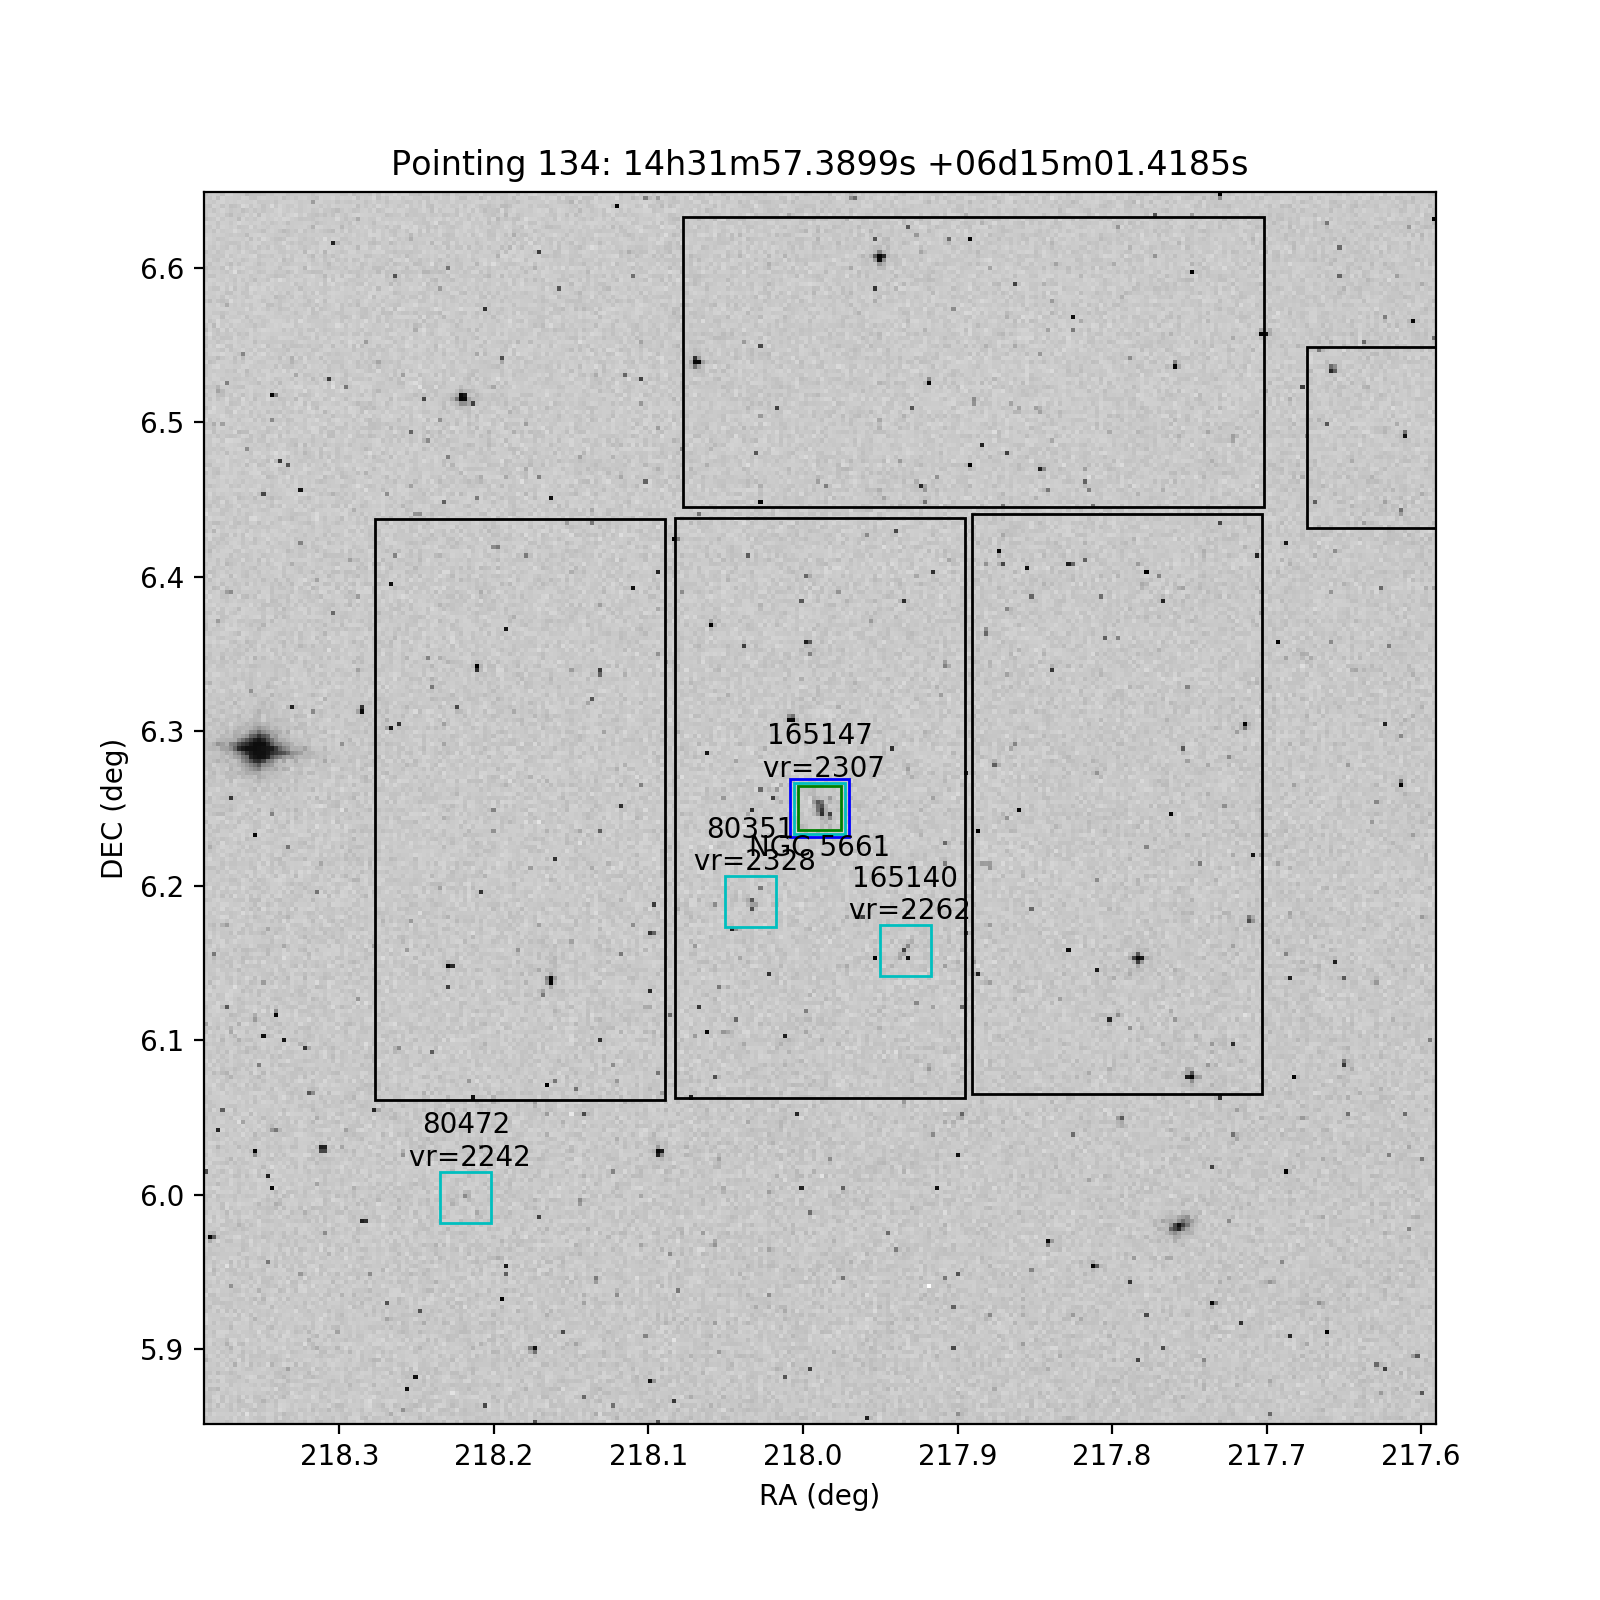 Pointing 134: 14h31m57.3899s +06d15m01.4185s
6.6
6.5
6.4
6.3
6.2
6.1
6.0
5.9
DEC (deg)
165147
vr=2307
80351
NGC 5661
vr=2328
165140
vr=2262
80472
vr=2242
218.3 218.2 218.1 218.0 217.9 217.8 217.7 217.6
RA (deg)